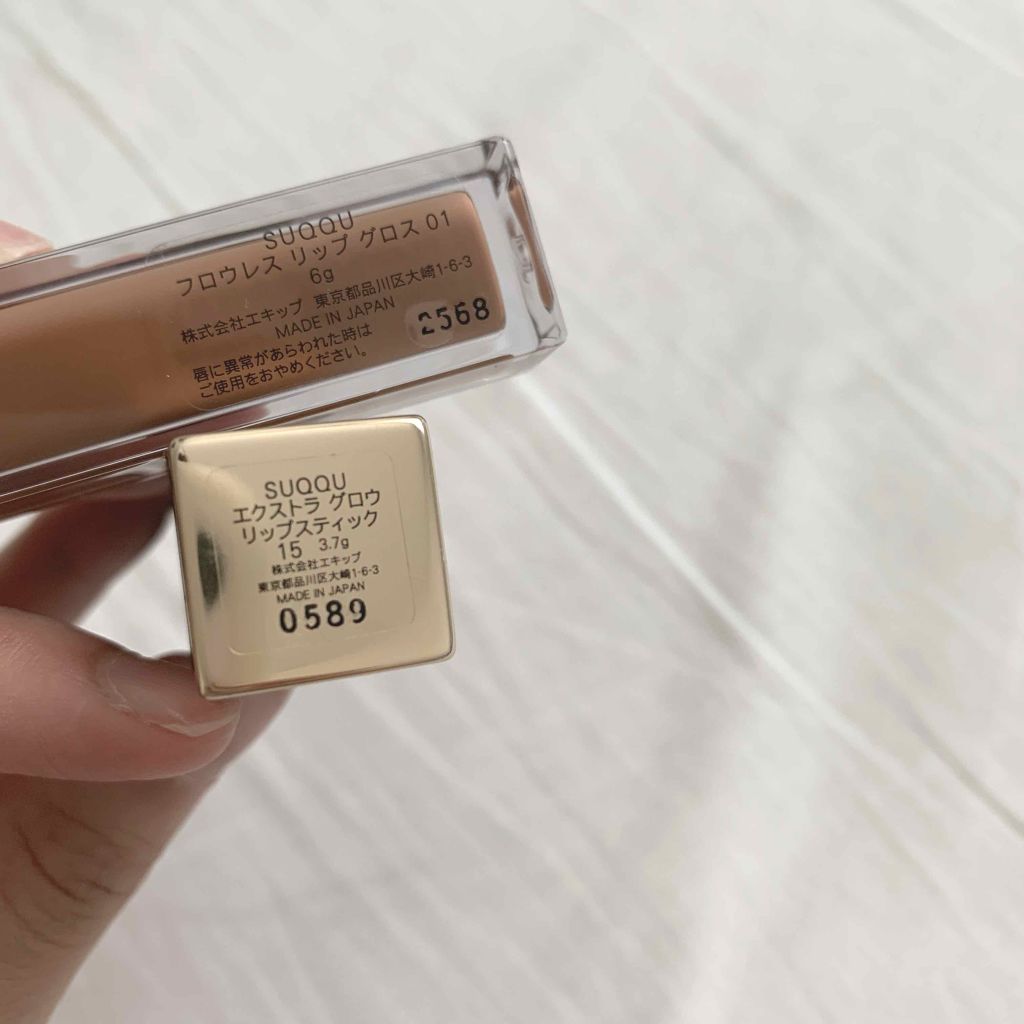 SUQQU
フロウレス リップ グロス 01
6g
株式会社エキップ 東京都品川区大崎1-6-3
MADE IN JAPAN
2568
唇に異常があらわれた時は
ご使用をおやめください。
SUQQU
エクストラ グロウ
リップスティック
15 3.7g
株式会社エキップ
東京都品川区大崎1-6-3
MADE IN JAPAN
0589